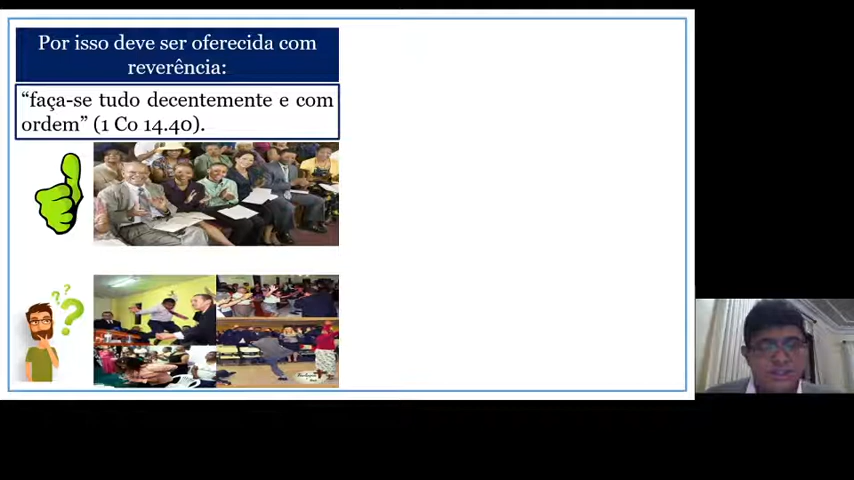 Por isso deve ser oferecida com
reverência:
“faça-se tudo decentemente e com
ordem” (1 Co 14.40).